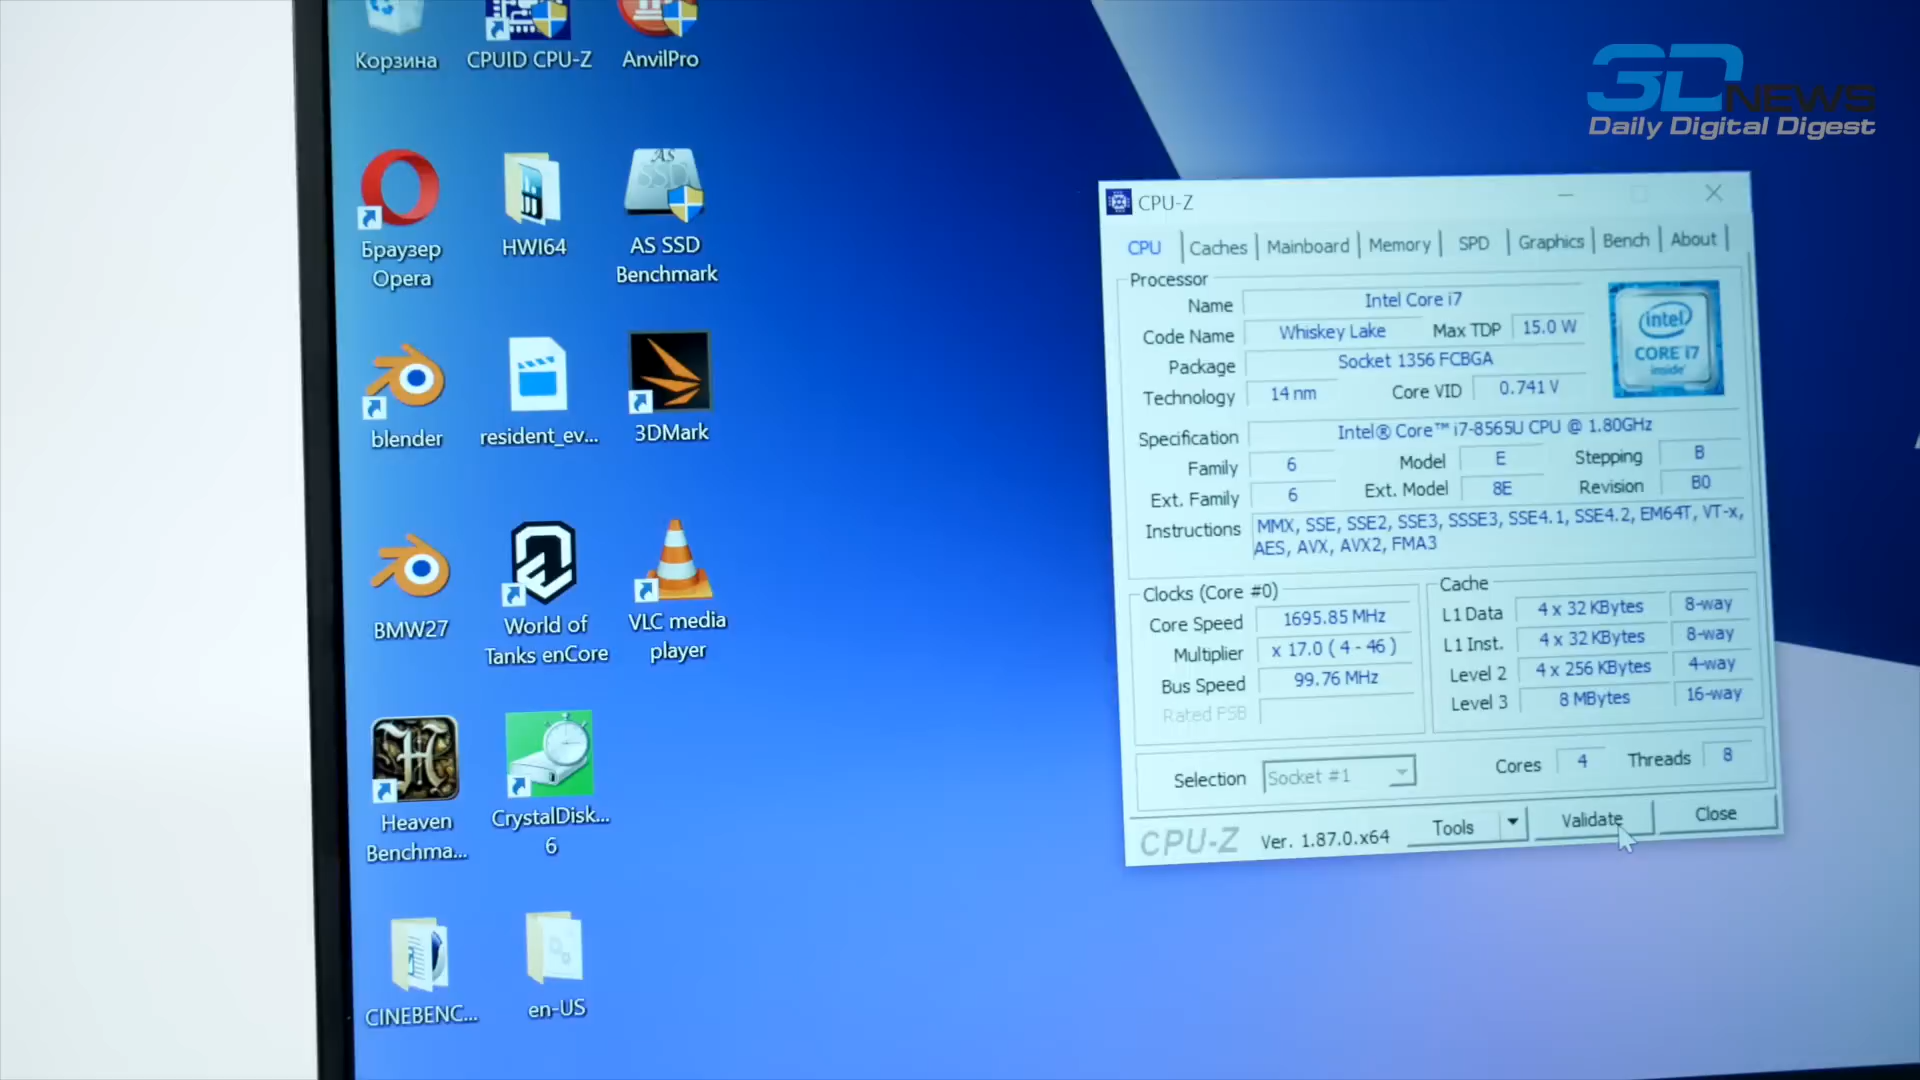 Корзина
CPUID CPU-Z
AnvilPro
3DNEWS
Daily Digital Digest
Браузер
Opera
HWI64
AS SSD
Benchmark
blender
resident_ev...
3DMark
BMW27
World of
Tanks enCore
VLC media
player
Heaven
Benchma...
CrystalDisk...
6
CINEBENC...
en-US
CPU-Z
CPU Caches Mainboard Memory SPD Graphics Bench About
Processor
Name Intel Core i7
Code Name Whiskey Lake Max TDP 15.0 W
Package Socket 1356 FCBGA
Technology 14 nm Core VID 0.741 V
intel
CORE i7
inside
Specification Intel® Core™ i7-8565U CPU @ 1.80GHz
Family 6 Model E Stepping B
Ext. Family 6 Ext. Model 8E Revision B0
Instructions MMX, SSE, SSE2, SSE3, SSSE3, SSE4.1, SSE4.2, EM64T, VT-x,
AES, AVX, AVX2, FMA3
Clocks (Core #0)
Core Speed 1695.85 MHz
Multiplier x 17.0 ( 4 - 46 )
Bus Speed 99.76 MHz
Rated FSB
Cache
L1 Data 4 x 32 KBytes 8-way
L1 Inst. 4 x 32 KBytes 8-way
Level 2 4 x 256 KBytes 4-way
Level 3 8 MBytes 16-way
Selection Socket #1 Cores 4 Threads 8
CPU-Z Ver. 1.87.0.x64 Tools Validate Close